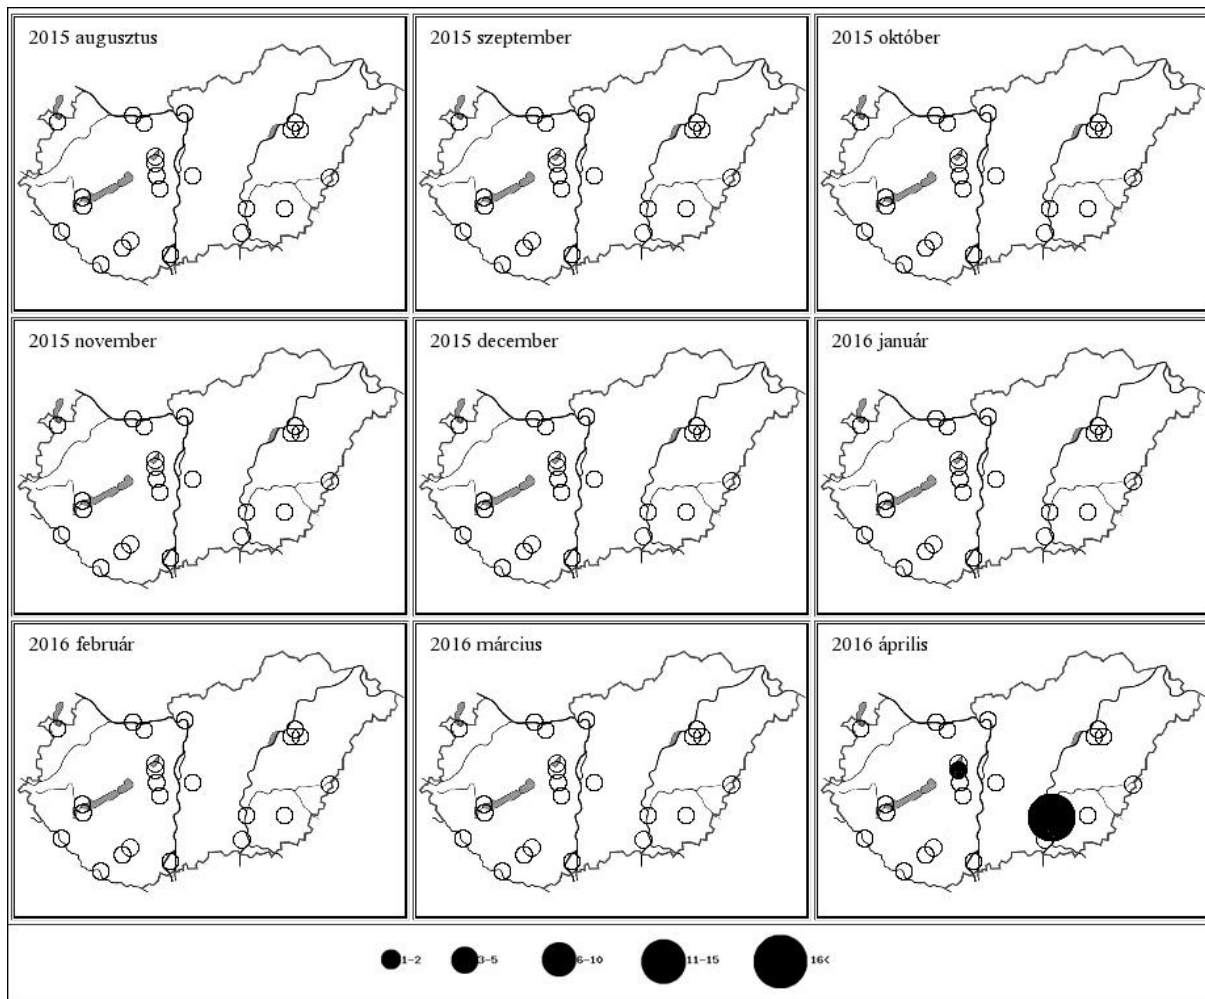 2015 augusztus
2015 szeptember
2015 október
2015 november
2015 december
2016 január
2016 február
2016 március
2016 április
1-2 3-5 6-10 11-15 16<